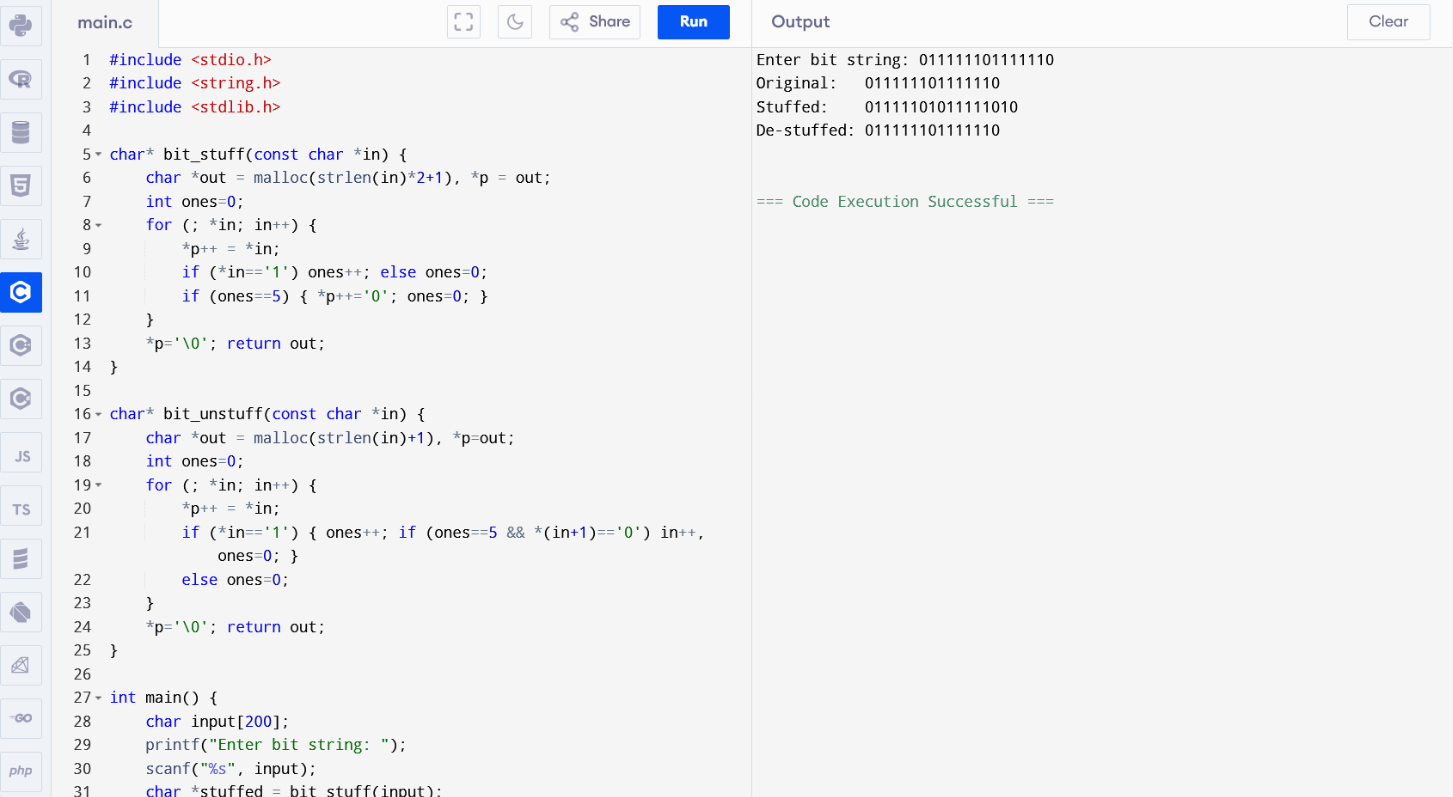 main.c
Share
Run
Output
Clear
1 #include <stdio.h>
2 #include <string.h>
3 #include <stdlib.h>
4
5 char* bit_stuff(const char *in) {
6     char *out = malloc(strlen(in)*2+1), *p = out;
7     int ones=0;
8     for (; *in; in++) {
9         *p++ = *in;
10         if (*in=='1') ones++; else ones=0;
11         if (ones==5) { *p++='0'; ones=0; }
12     }
13     *p='\0'; return out;
14 }
15
16 char* bit_unstuff(const char *in) {
17     char *out = malloc(strlen(in)+1), *p=out;
18     int ones=0;
19     for (; *in; in++) {
20         *p++ = *in;
21         if (*in=='1') { ones++; if (ones==5 && *(in+1)=='0') in++,
            ones=0; }
22         else ones=0;
23     }
24     *p='\0'; return out;
25 }
26
27 int main() {
28     char input[200];
29     printf("Enter bit string: ");
30     scanf("%s", input);
31     char *stuffed = bit_stuff(input);
Enter bit string: 011111101111110
Original:   011111101111110
Stuffed:    01111101011111010
De-stuffed: 011111101111110
=== Code Execution Successful ===
R
5
C
C
C
JS
TS
GO
php